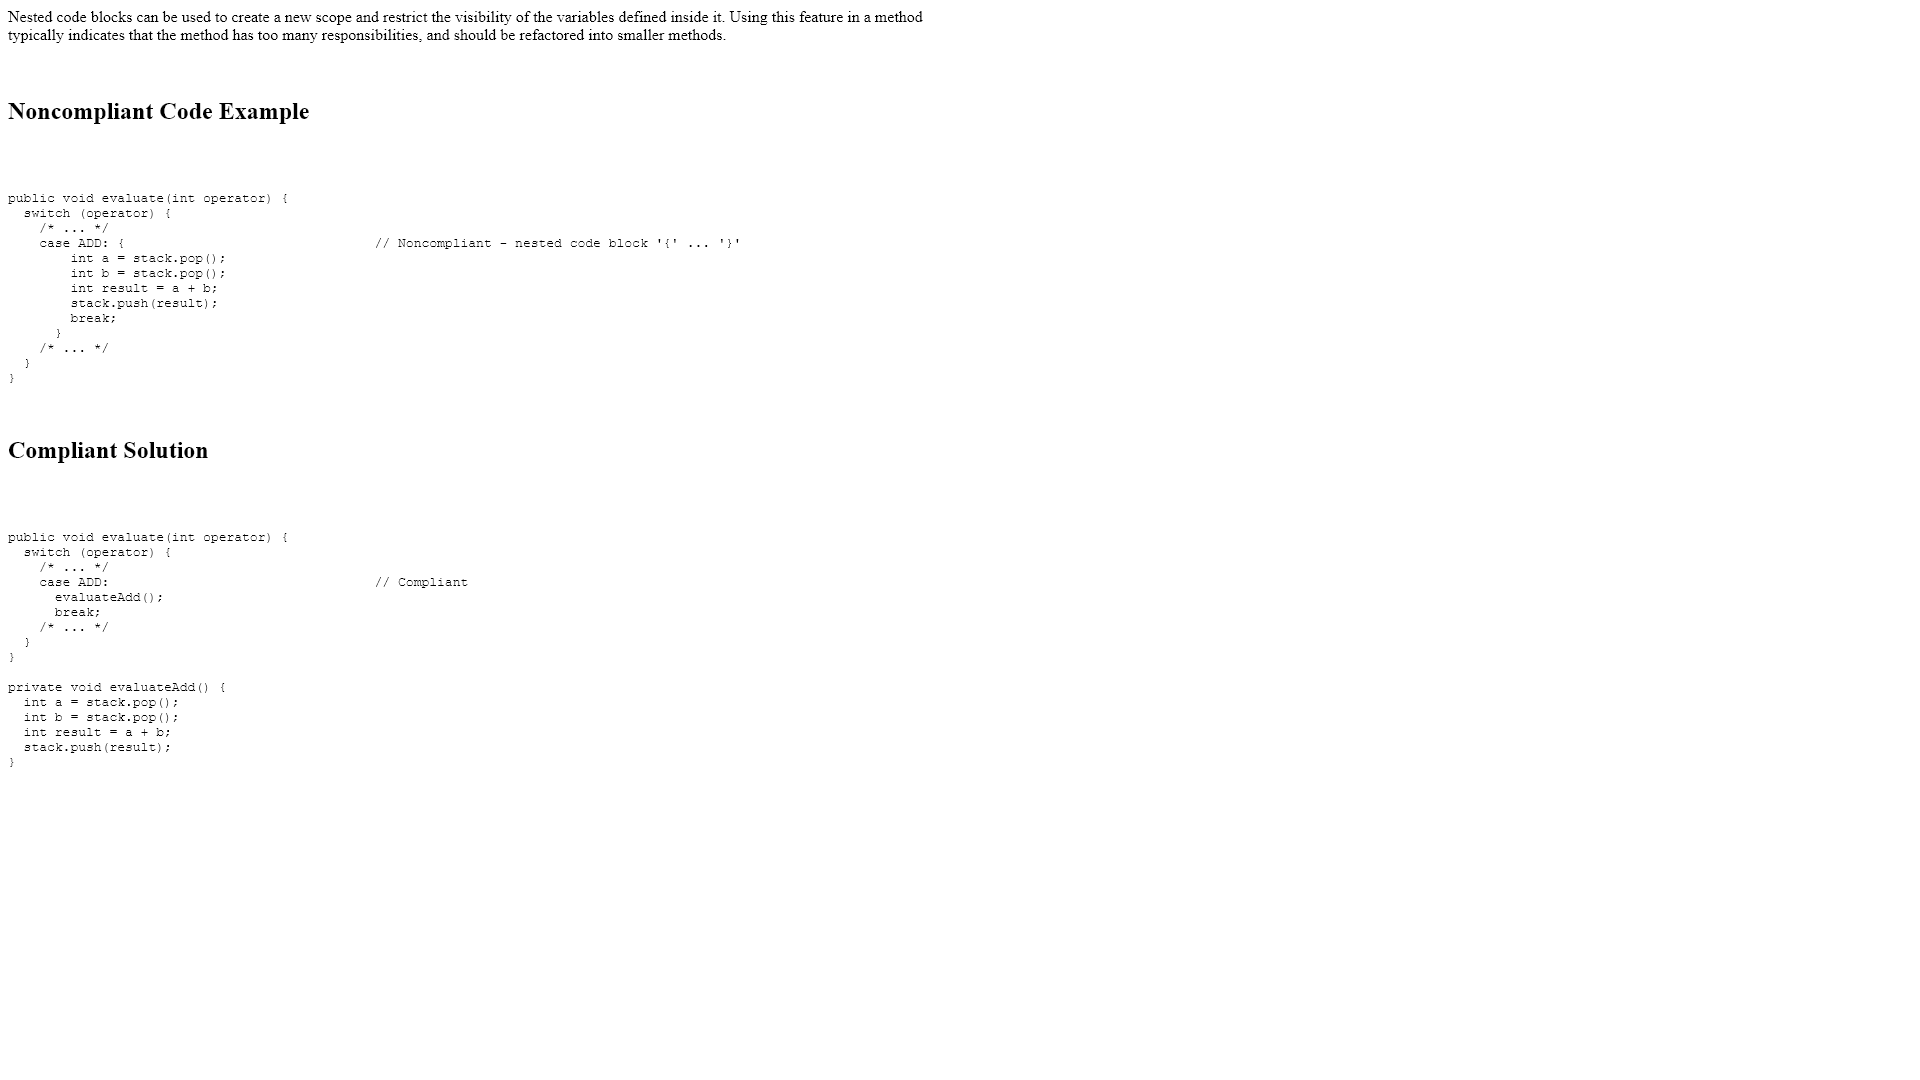 Nested code blocks can be used to create a new scope and restrict the visibility of the variables defined inside it. Using this feature in a method
typically indicates that the method has too many responsibilities, and should be refactored into smaller methods.
Noncompliant Code Example
public void evaluate(int operator) {
  switch (operator) {
    /* ... */
    case ADD: {                                // Noncompliant - nested code block '{' ... '}'
        int a = stack.pop();
        int b = stack.pop();
        int result = a + b;
        stack.push(result);
        break;
      }
    /* ... */
  }
}
Compliant Solution
public void evaluate(int operator) {
  switch (operator) {
    /* ... */
    case ADD:                                  // Compliant
      evaluateAdd();
      break;
    /* ... */
  }
}
private void evaluateAdd() {
  int a = stack.pop();
  int b = stack.pop();
  int result = a + b;
  stack.push(result);
}